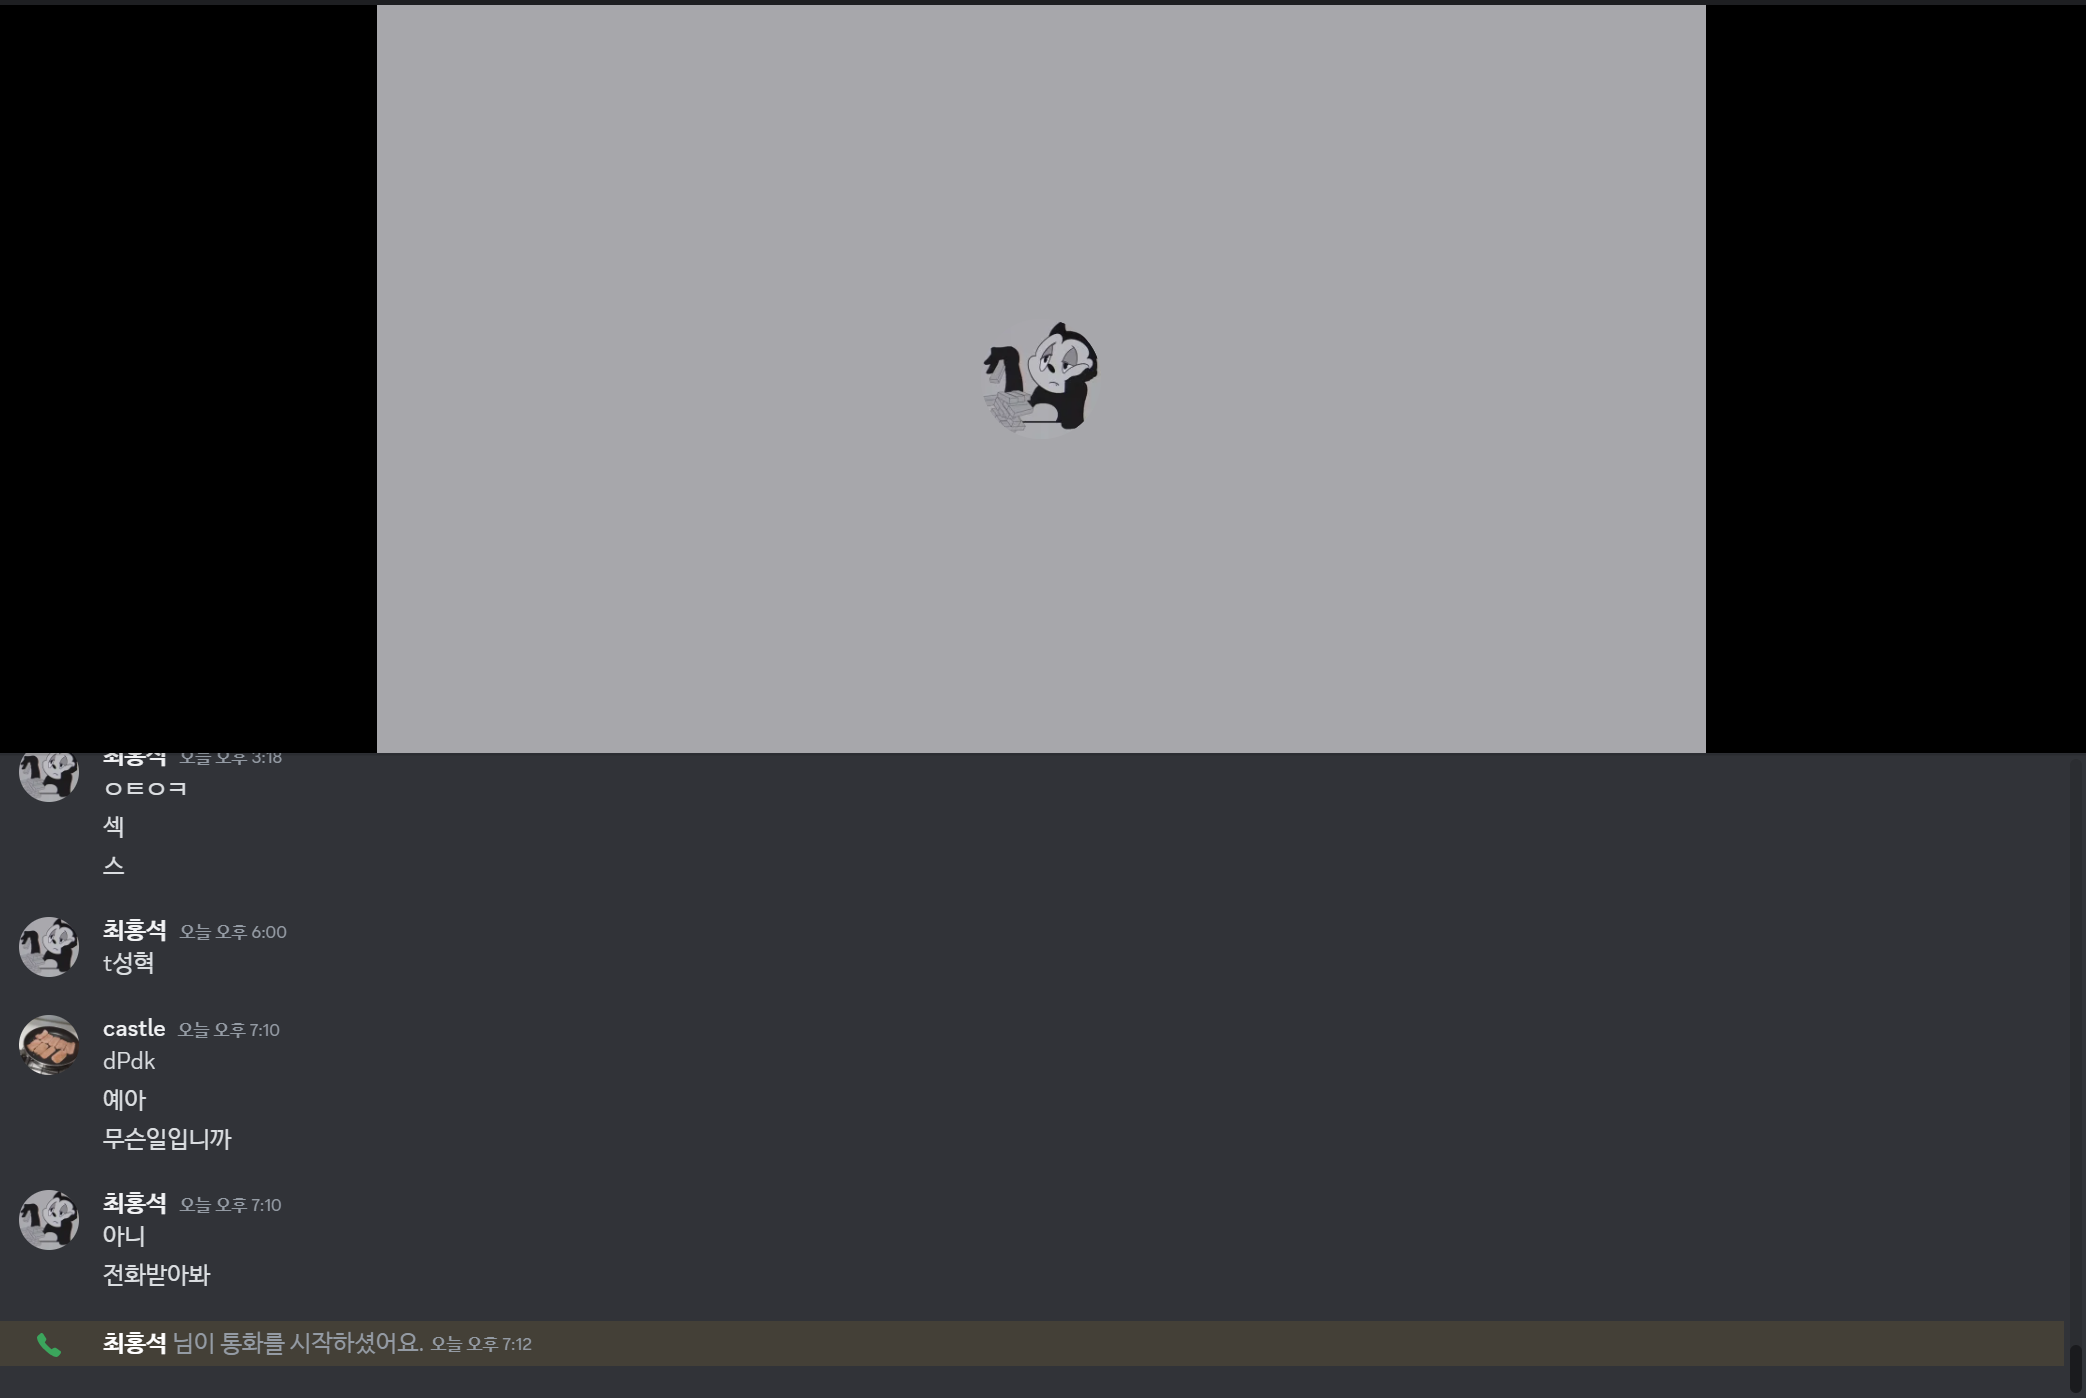 최홍석 오늘 오후 3:18
ㅇㅌㅇㅋ
섹
스
최홍석 오늘 오후 6:00
t성혁
castle 오늘 오후 7:10
dPdk
예아
무슨일입니까
최홍석 오늘 오후 7:10
아니
전화받아봐
최홍석 님이 통화를 시작하셨어요. 오늘 오후 7:12